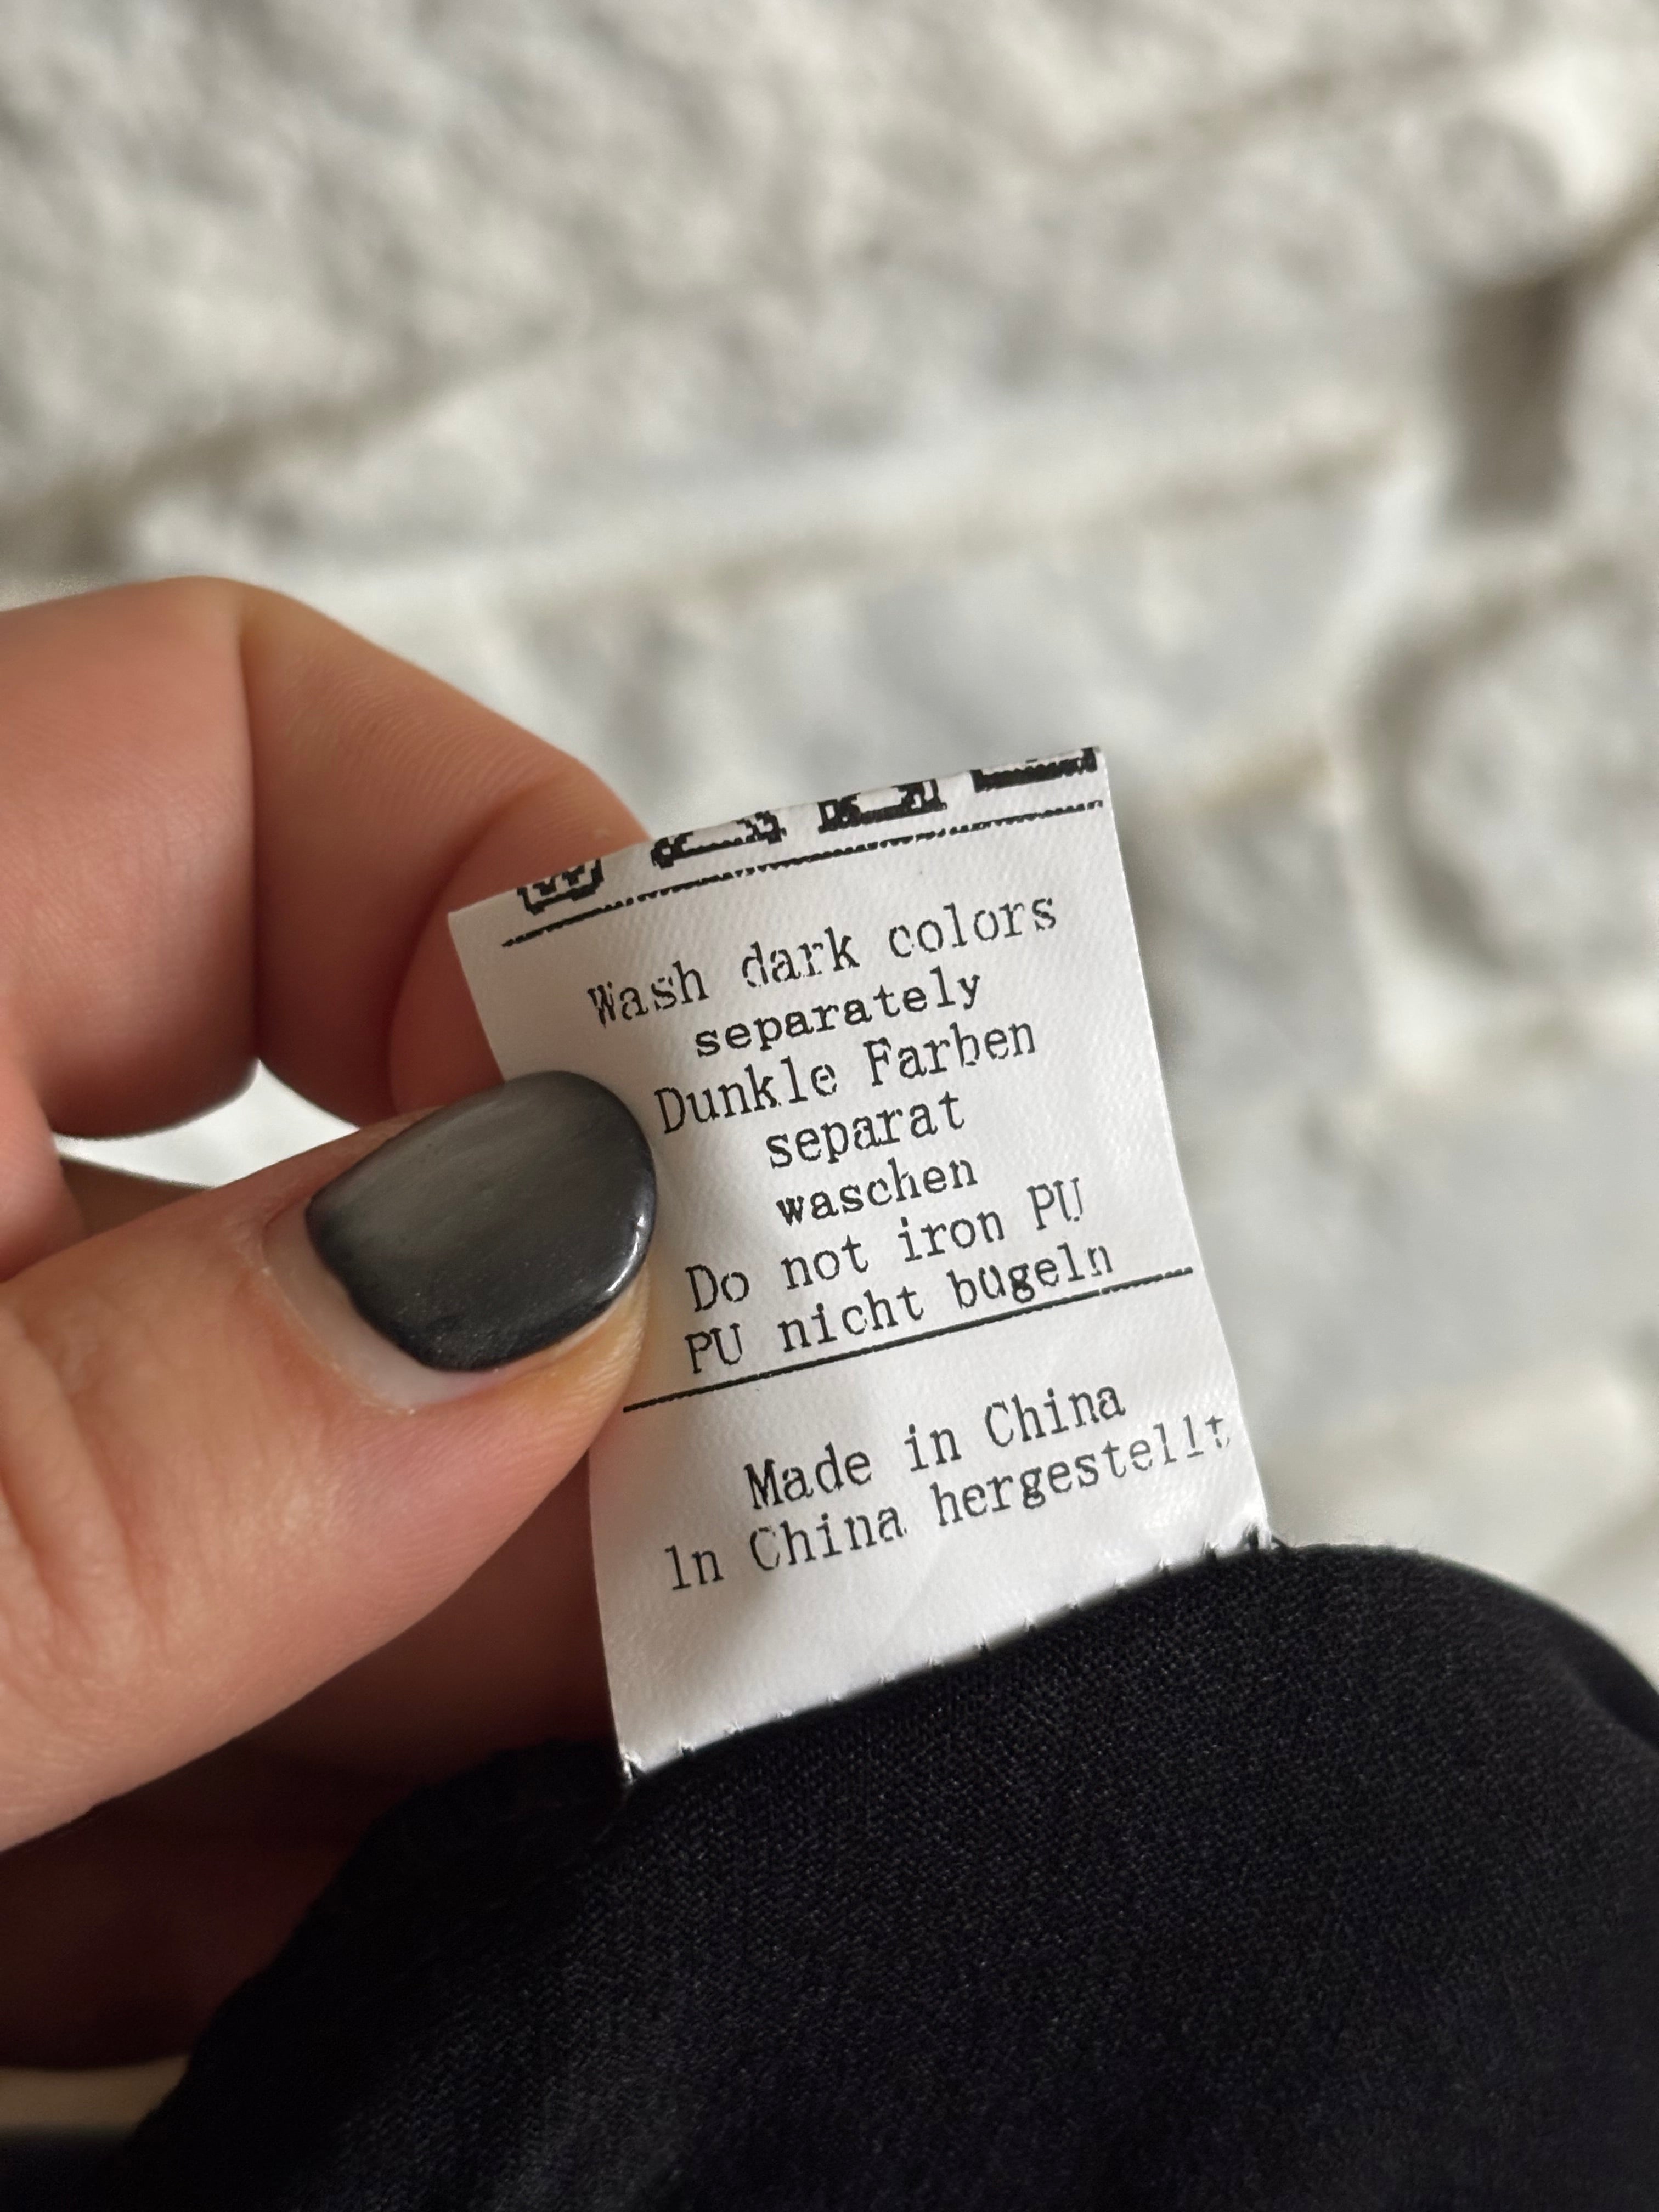 Wash dark colors
separately
Dunkle Farben
separat
waschen
Do not iron PU
PU nicht bügeln
Made in China
In China hergestellt